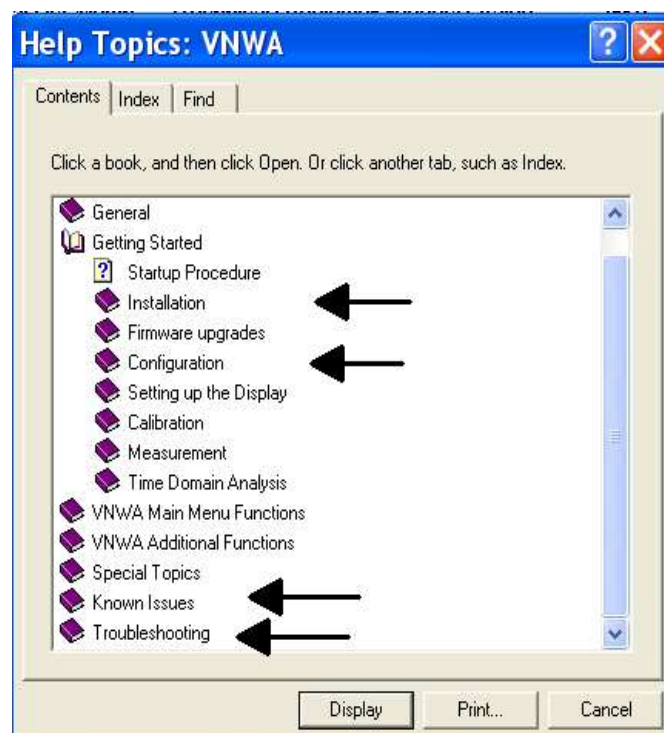 Help Topics: VNWA
Contents Index Find
Click a book, and then click Open. Or click another tab, such as Index.
General
Getting Started
Startup Procedure
Installation
Firmware upgrades
Configuration
Setting up the Display
Calibration
Measurement
Time Domain Analysis
VNWA Main Menu Functions
VNWA Additional Functions
Special Topics
Known Issues
Troubleshooting
Display Print... Cancel